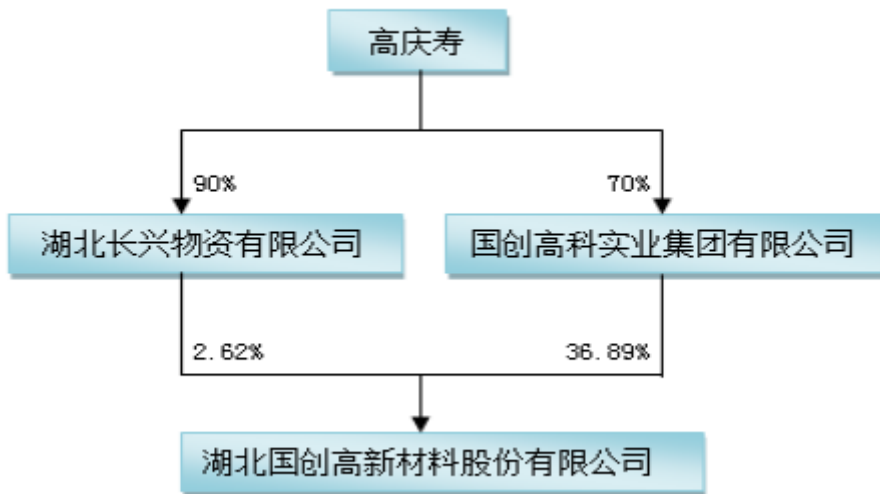 高庆寿
90%
70%
湖北长兴物资有限公司
国创高科实业集团有限公司
2.62%
36.89%
湖北国创高新材料股份有限公司